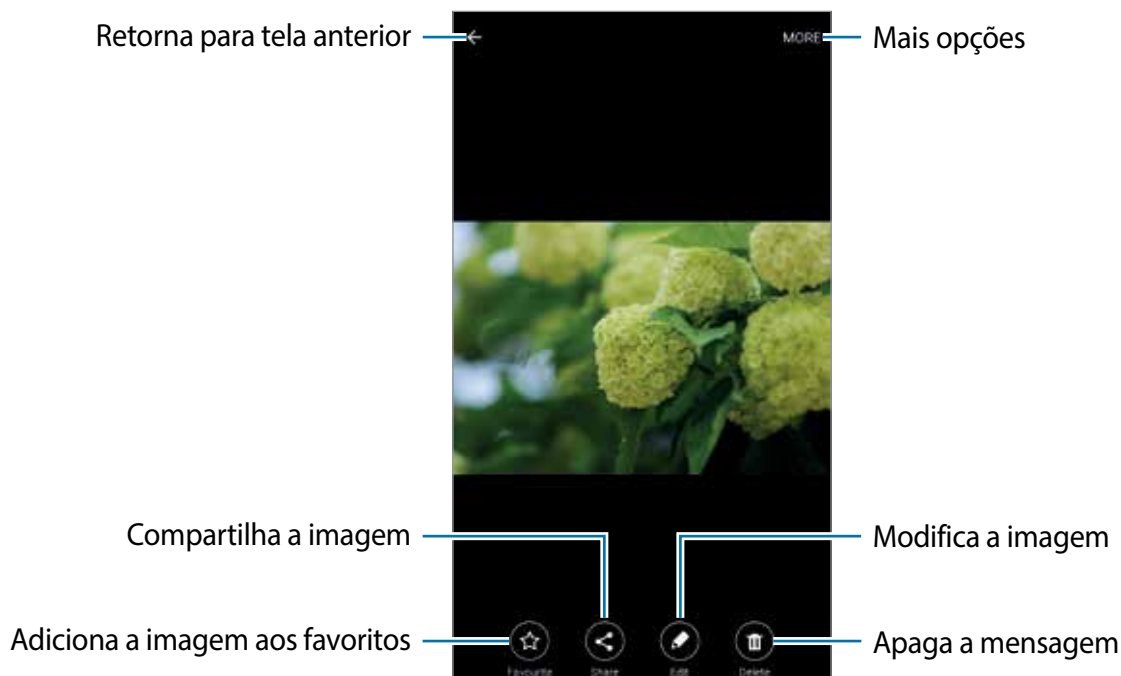 Retorna para tela anterior
MORE
Mais opções
Compartilha a imagem
Modifica a imagem
Adiciona a imagem aos favoritos
Apaga a mensagem
Favourite
Share
Edit
Delete